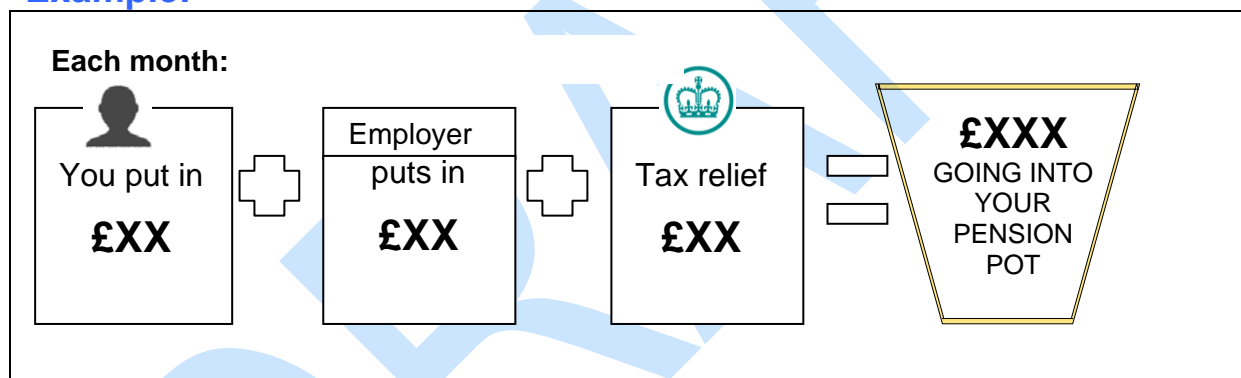 Example:
Each month:
You put in
£XX
Employer
puts in
£XX
Tax relief
£XX
£XXX
GOING INTO
YOUR
PENSION
POT